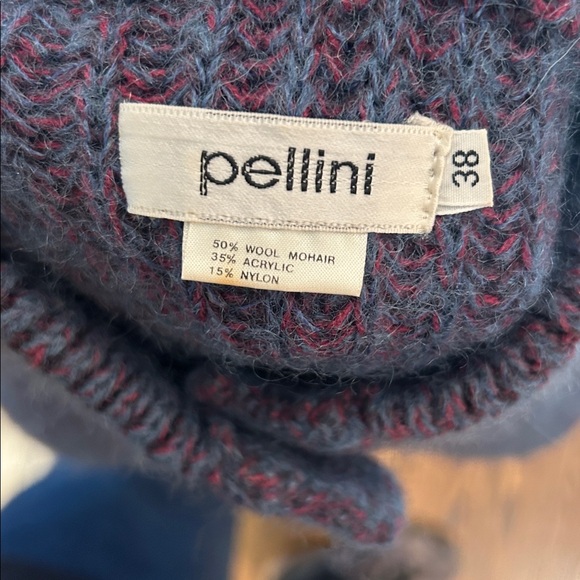 pellini
38
50% WOOL MOHAIR
35% ACRYLIC
15% NYLON